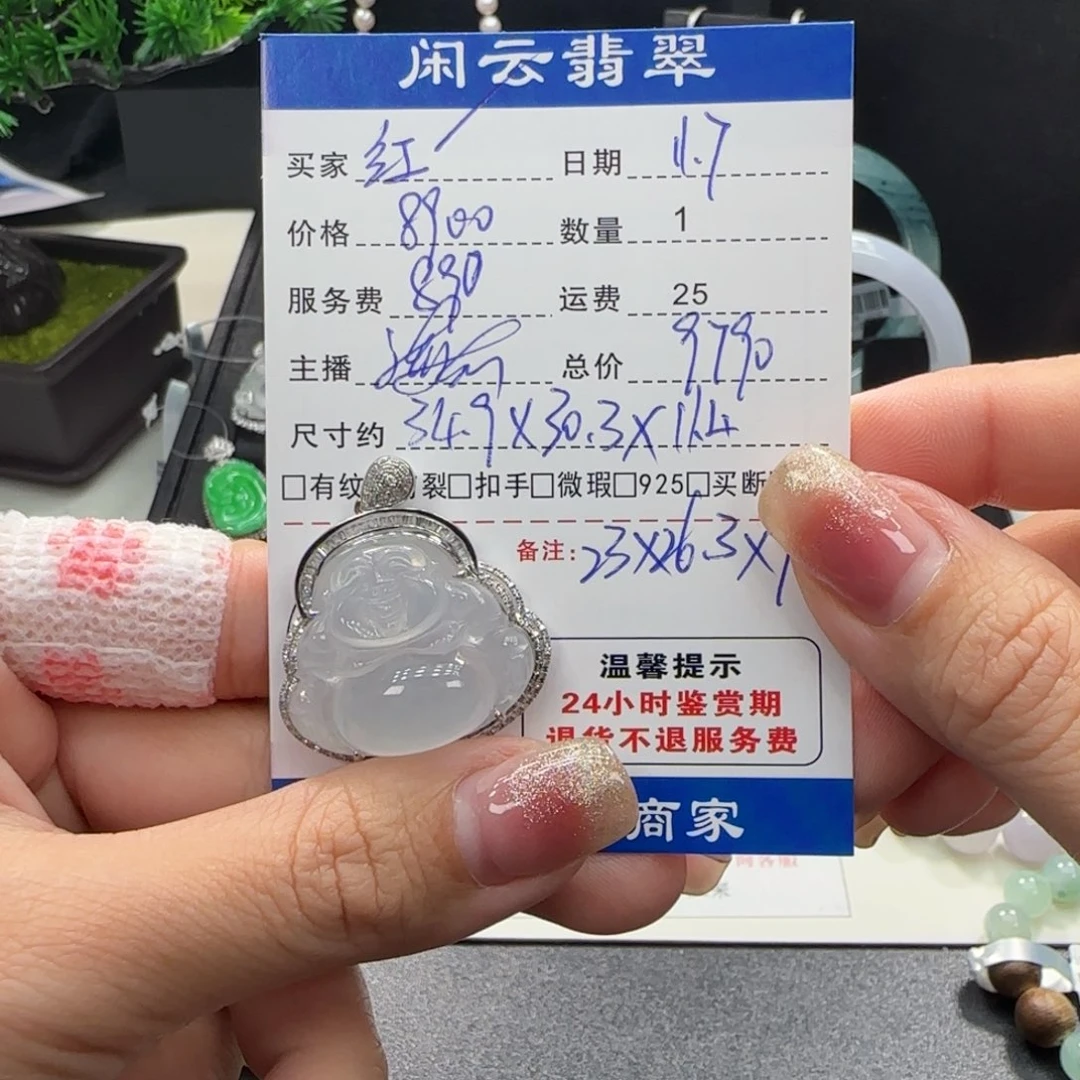 闲云翡翠
买家 红 日期 11.7
价格 8900 数量 1
服务费 890 运费 25
主播 总价 9790
尺寸约 34.9X30.3X11.4
□有纹 裂□扣手□微瑕□925□买断
备注: 23X26.3X
温馨提示
24小时鉴赏期
退货不退服务费
商家